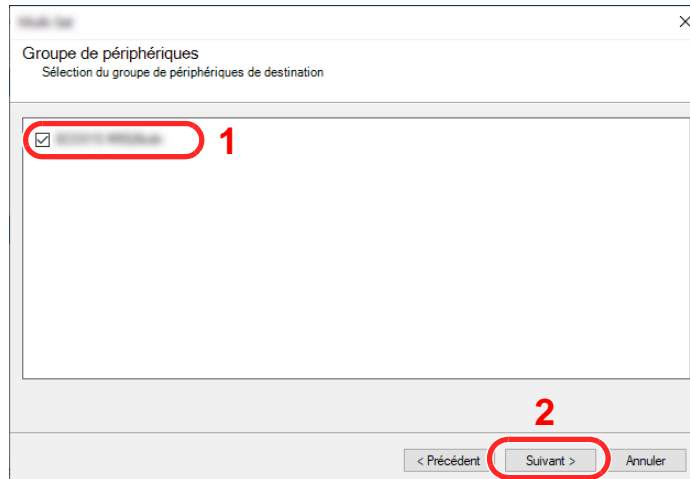 Groupe de périphériques
Sélection du groupe de périphériques de destination
1
2
< Précédent Suivant > Annuler